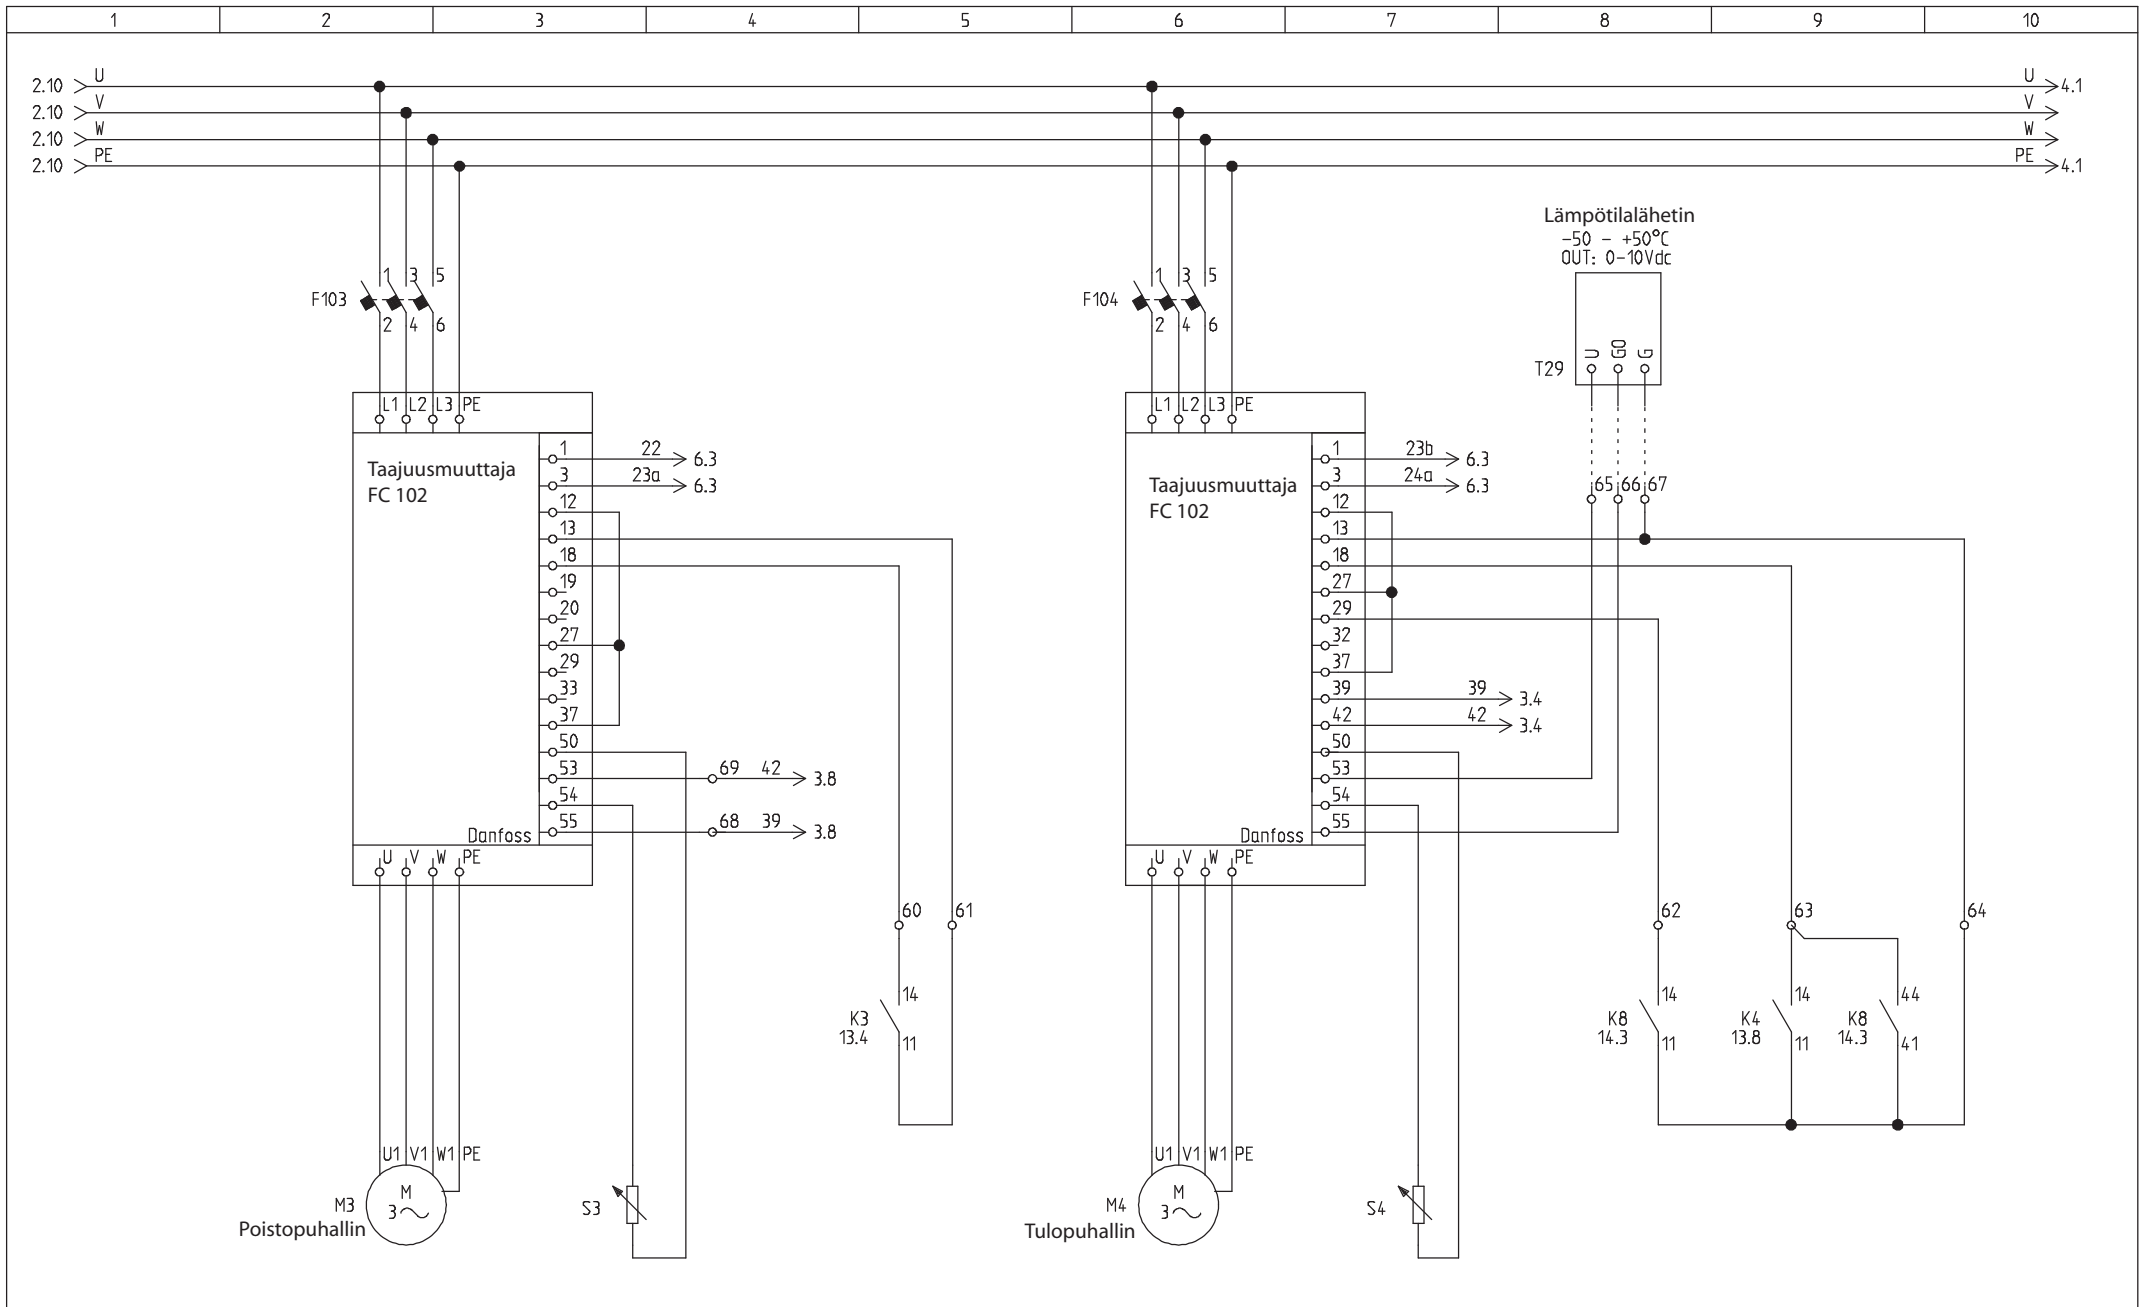 1 2 3 4 5 6 7 8 9 10
2.10 U U 4.1
2.10 V V
2.10 W W
2.10 PE PE 4.1
Lämpötilalähetin
-50 - +50°C
OUT: 0-10Vdc
1 3 5
F103
2 4 6
1 3 5
F104
2 4 6
T29 U G0 G
L1 L2 L3 PE
Taajuusmuuttaja
FC 102
1 22 6.3
3 23a 6.3
12
13
18
19
20
27
29
33
37
50
53 69 42 3.8
54
55 68 39 3.8
Danfoss
U V W PE
L1 L2 L3 PE
Taajuusmuuttaja
FC 102
1 23b 6.3
3 24a 6.3
12
13
18
27
29
32
37
39 39 3.4
42 42 3.4
50
53
54
55
Danfoss
U V W PE
65 66 67
60 61
14
K3
13.4
11
62 63 64
14
K8
14.3
11
14
K4
13.8
11
44
K8
14.3
41
U1 V1 W1 PE
M
3
M3
Poistopuhallin
S3
U1 V1 W1 PE
M
3
M4
Tulopuhallin
S4